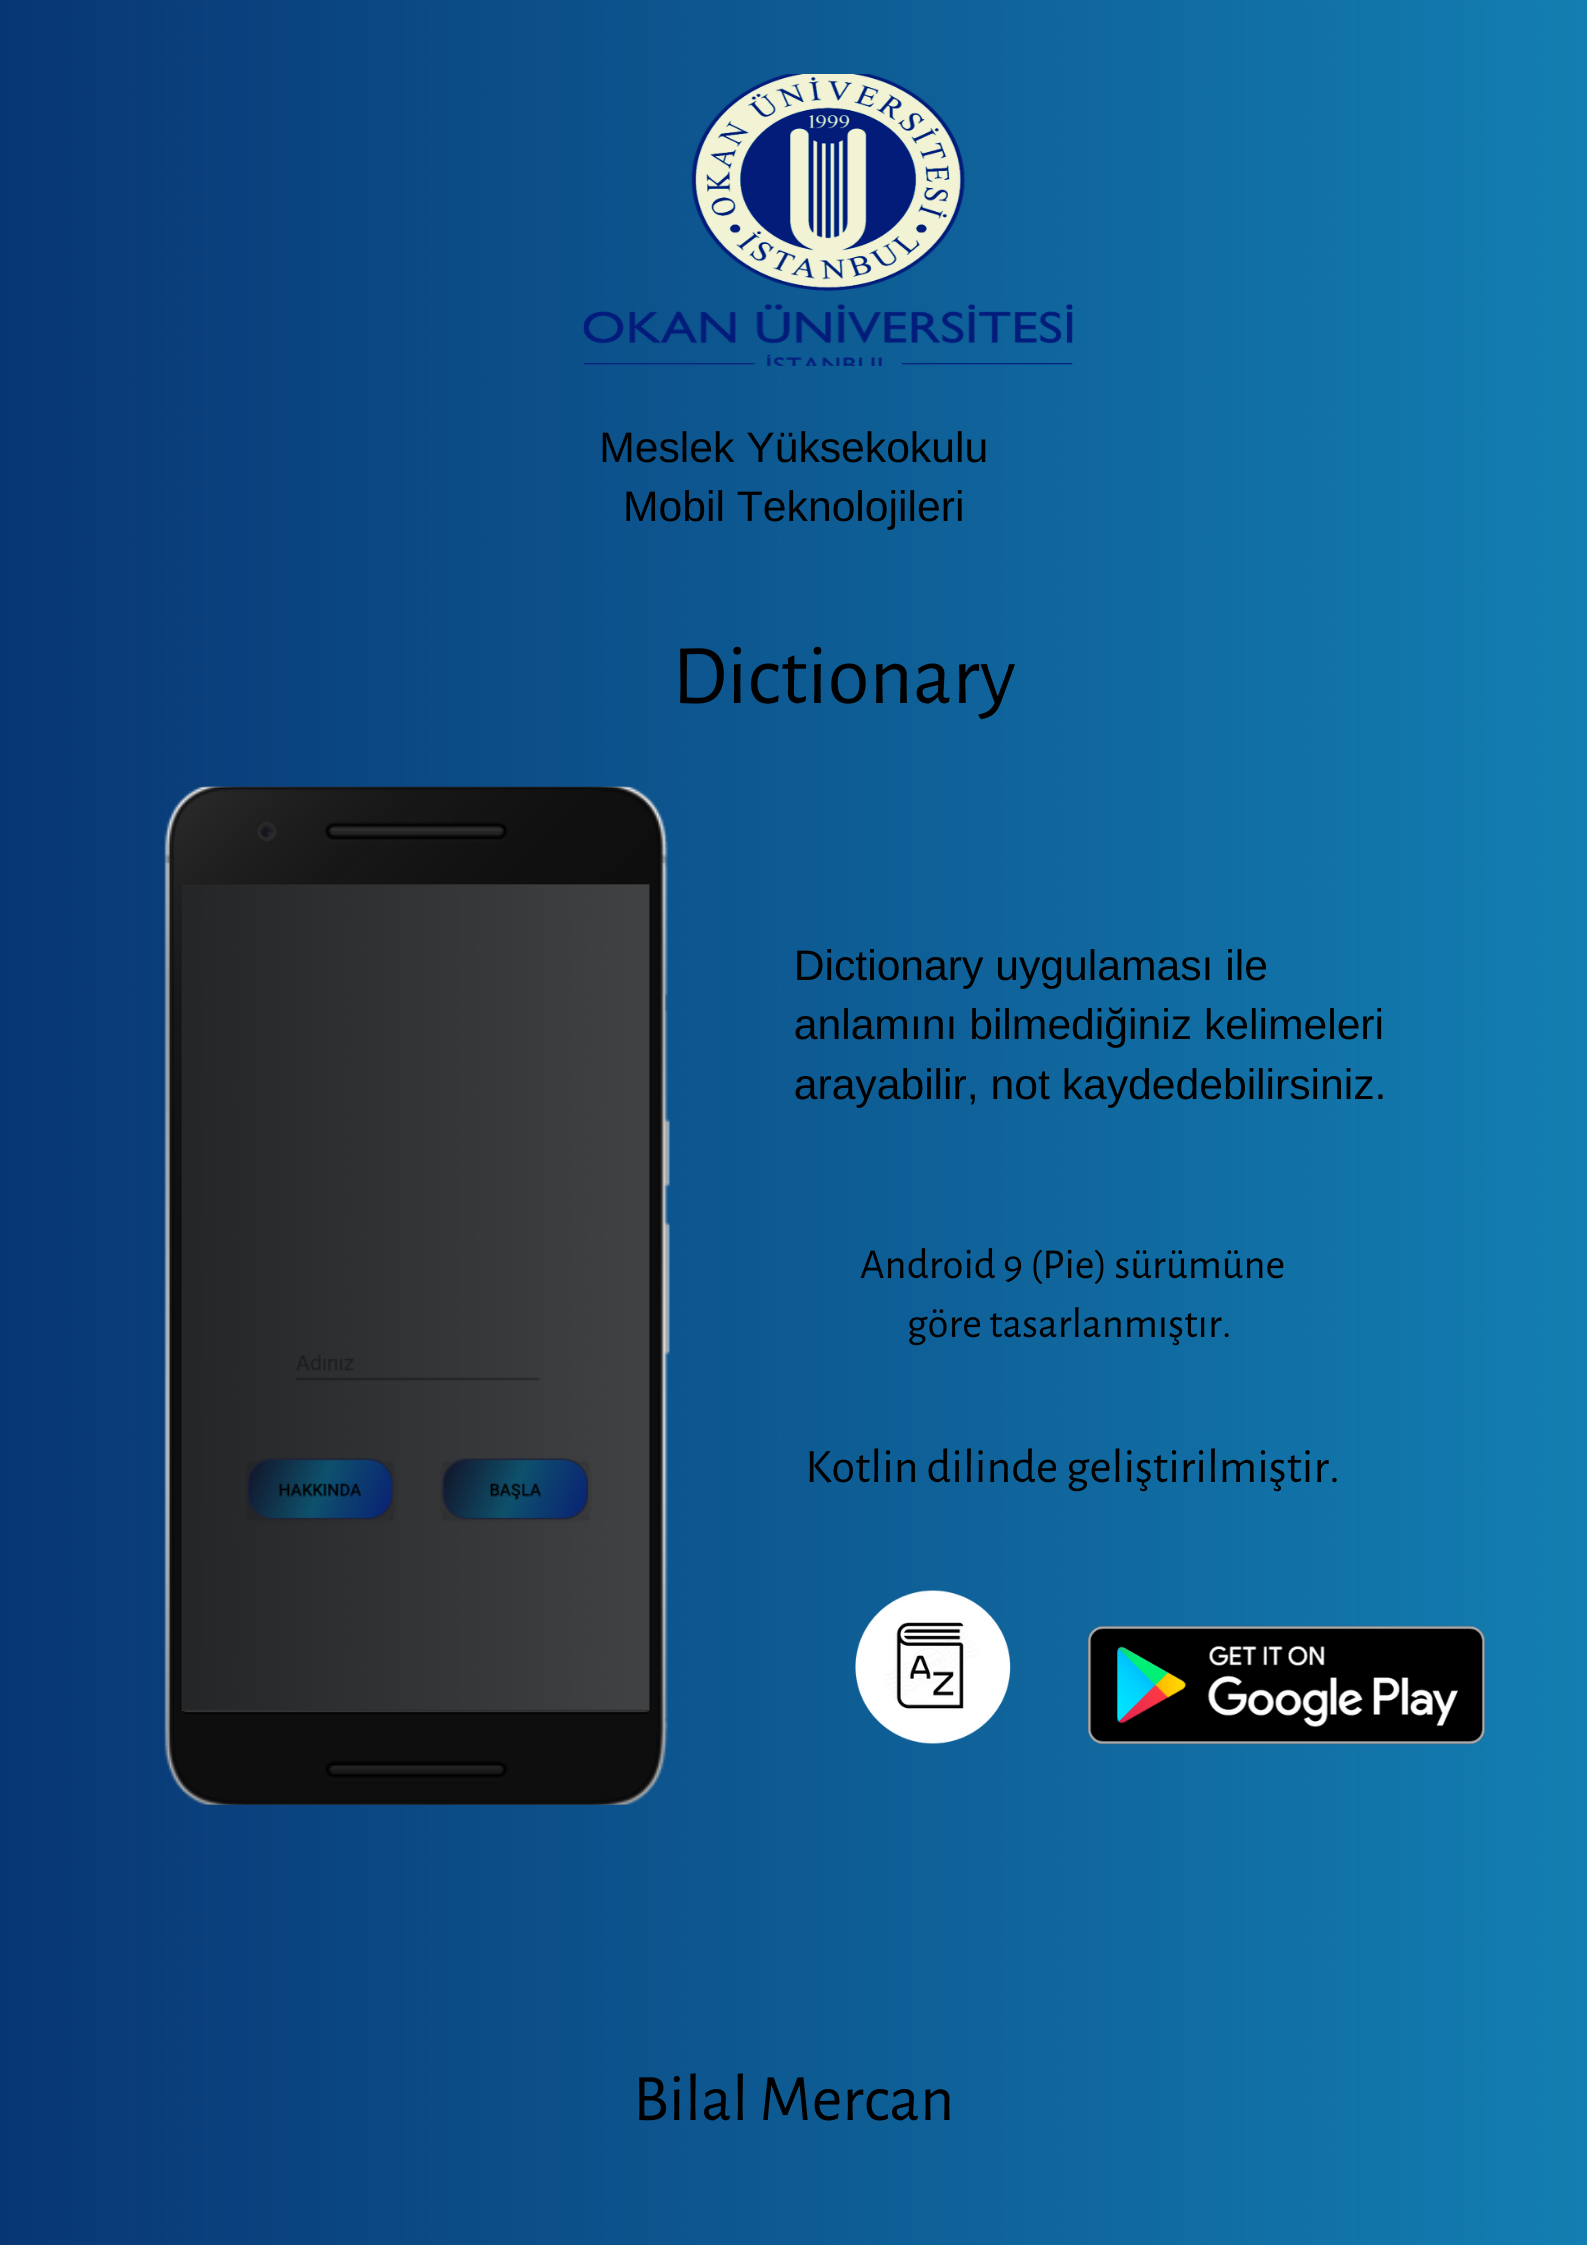 OKAN ÜNİVERSİTESİ
1999
İSTANBUL
OKAN ÜNİVERSİTESİ
İSTANBUL
Meslek Yüksekokulu
Mobil Teknolojileri
Dictionary
Dictionary uygulaması ile
anlamını bilmediğiniz kelimeleri
arayabilir, not kaydedebilirsiniz.
Android 9 (Pie) sürümüne
göre tasarlanmıştır.
Adınız
Kotlin dilinde geliştirilmiştir.
HAKKINDA BAŞLA
A Z
GET IT ON
Google Play
Bilal Mercan